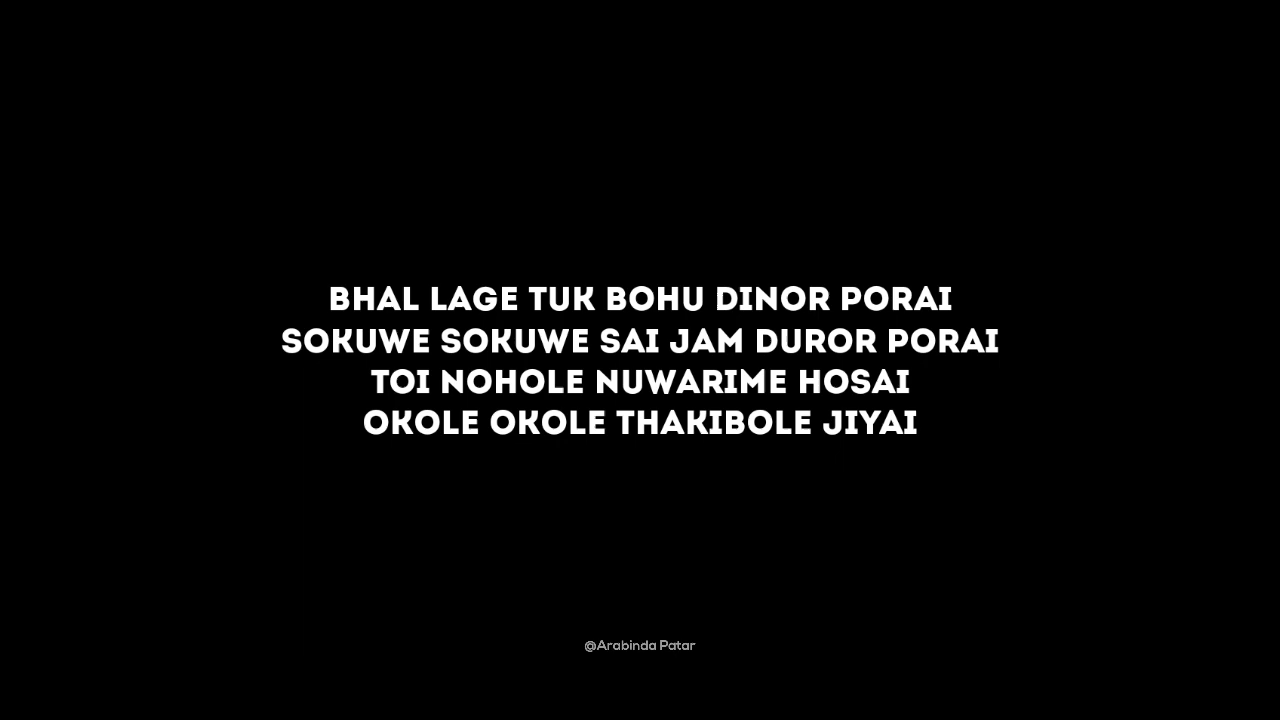 BHAL LAGE TUK BOHU DINOR PORAI
SOKUWE SOKUWE SAI JAM DUROR PORAI
TOI NOHOLE NUWARIME HOSAI
OKOLE OKOLE THAKIBOLE JIYAI
@Arabinda Patar